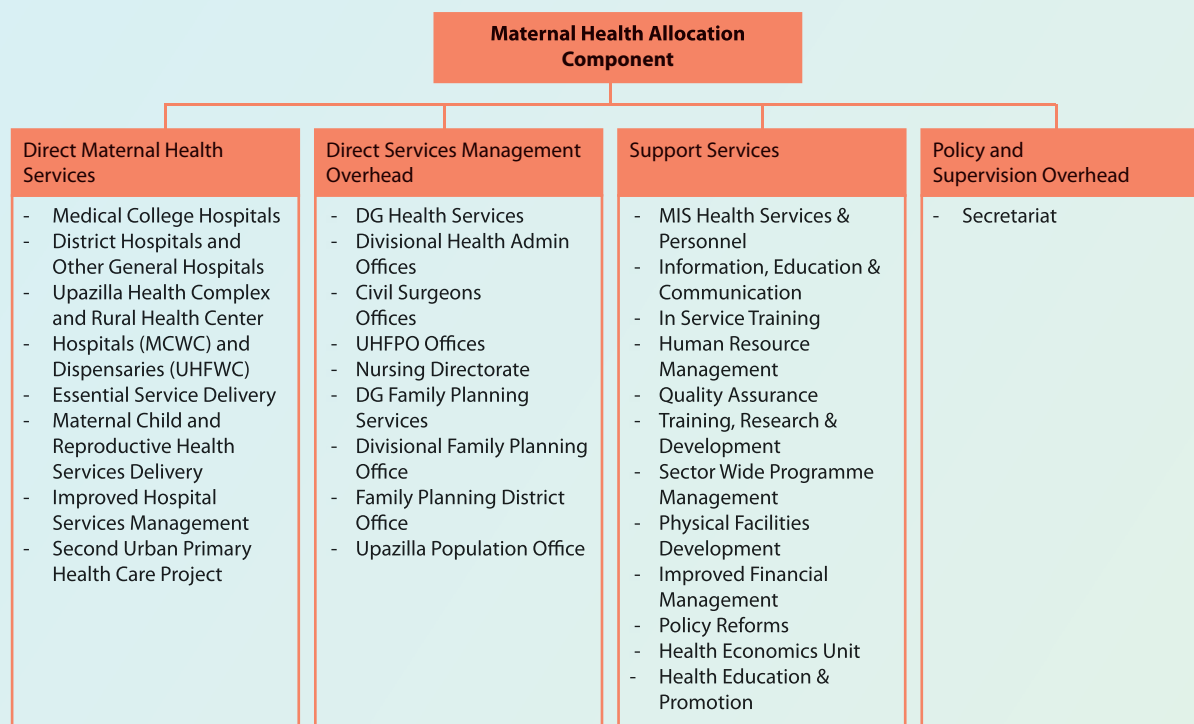 Maternal Health Allocation
Component
Direct Maternal Health
Services
- Medical College Hospitals
- District Hospitals and
Other General Hospitals
- Upazilla Health Complex
and Rural Health Center
- Hospitals (MCWC) and
Dispensaries (UHFWC)
- Essential Service Delivery
- Maternal Child and
Reproductive Health
Services Delivery
- Improved Hospital
Services Management
- Second Urban Primary
Health Care Project
Direct Services Management
Overhead
- DG Health Services
- Divisional Health Admin
Offices
- Civil Surgeons
Offices
- UHFPO Offices
- Nursing Directorate
- DG Family Planning
Services
- Divisional Family Planning
Office
- Family Planning District
Office
- Upazilla Population Office
Support Services
- MIS Health Services &
Personnel
- Information, Education &
Communication
- In Service Training
- Human Resource
Management
- Quality Assurance
- Training, Research &
Development
- Sector Wide Programme
Management
- Physical Facilities
Development
- Improved Financial
Management
- Policy Reforms
- Health Economics Unit
- Health Education &
Promotion
Policy and
Supervision Overhead
- Secretariat